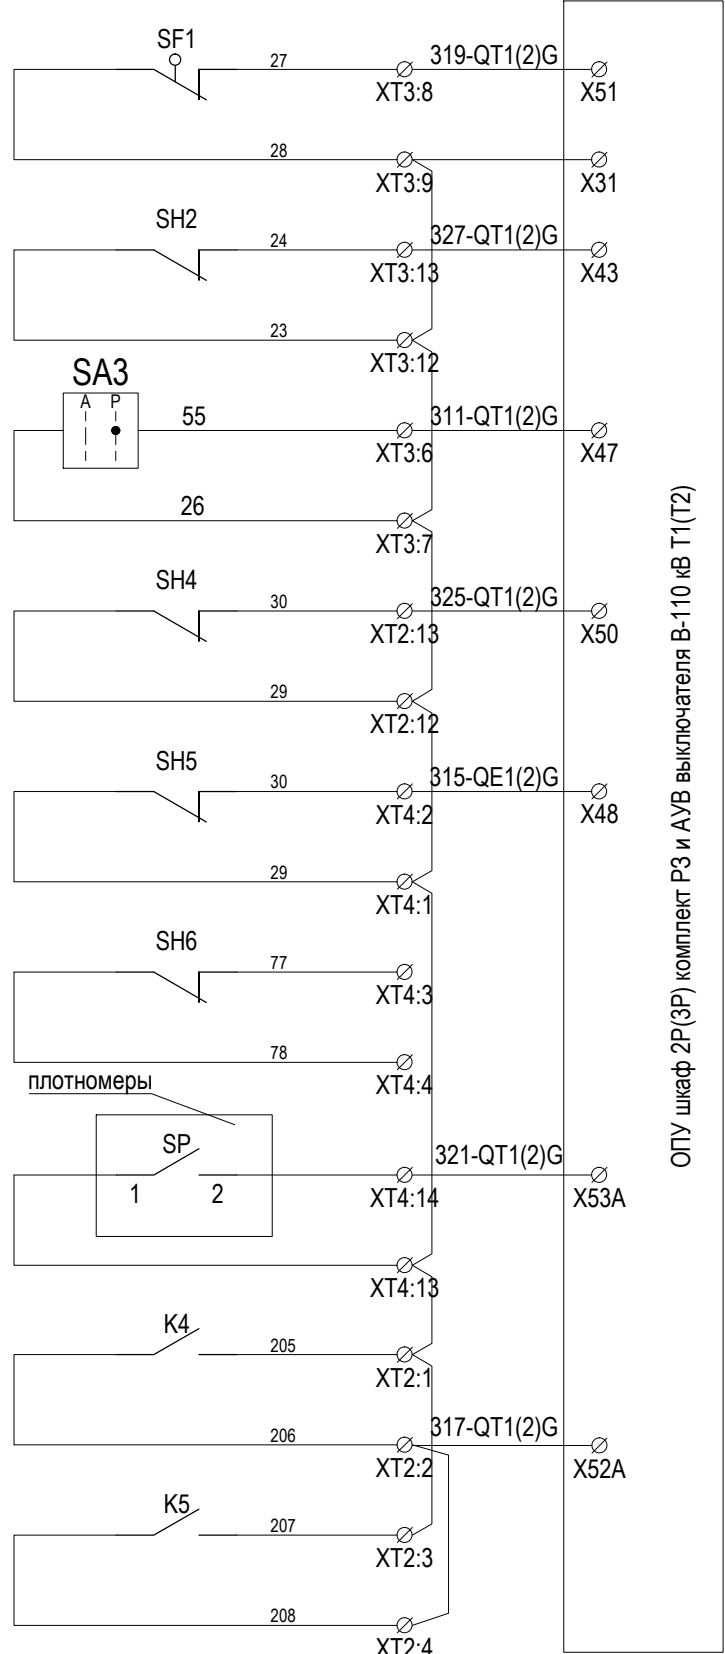 SF1
27
319-QT1(2)G
XT3:8
X51
28
XT3:9
X31
SH2
24
327-QT1(2)G
XT3:13
X43
23
XT3:12
SA3
A P
55
311-QT1(2)G
XT3:6
X47
26
XT3:7
SH4
30
325-QT1(2)G
XT2:13
X50
29
XT2:12
SH5
30
315-QE1(2)G
XT4:2
X48
29
XT4:1
SH6
77
XT4:3
78
XT4:4
плотномеры
SP
1 2
321-QT1(2)G
XT4:14
X53A
XT4:13
K4
205
XT2:1
206
317-QT1(2)G
XT2:2
X52A
K5
207
XT2:3
208
XT2:4
ОПУ шкаф 2Р(3Р) комплект РЗ и АУВ выключателя В-110 кВ Т1(Т2)